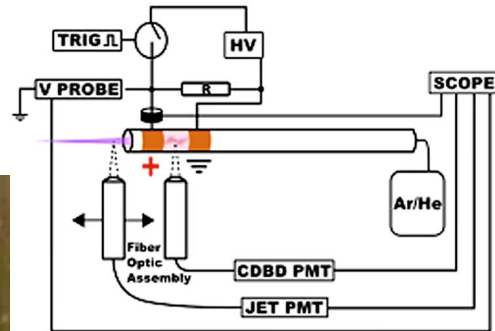 TRIG
HV
V PROBE
R
SCOPE
+
Ar/He
Fiber
Optic
Assembly
CDBD PMT
JET PMT